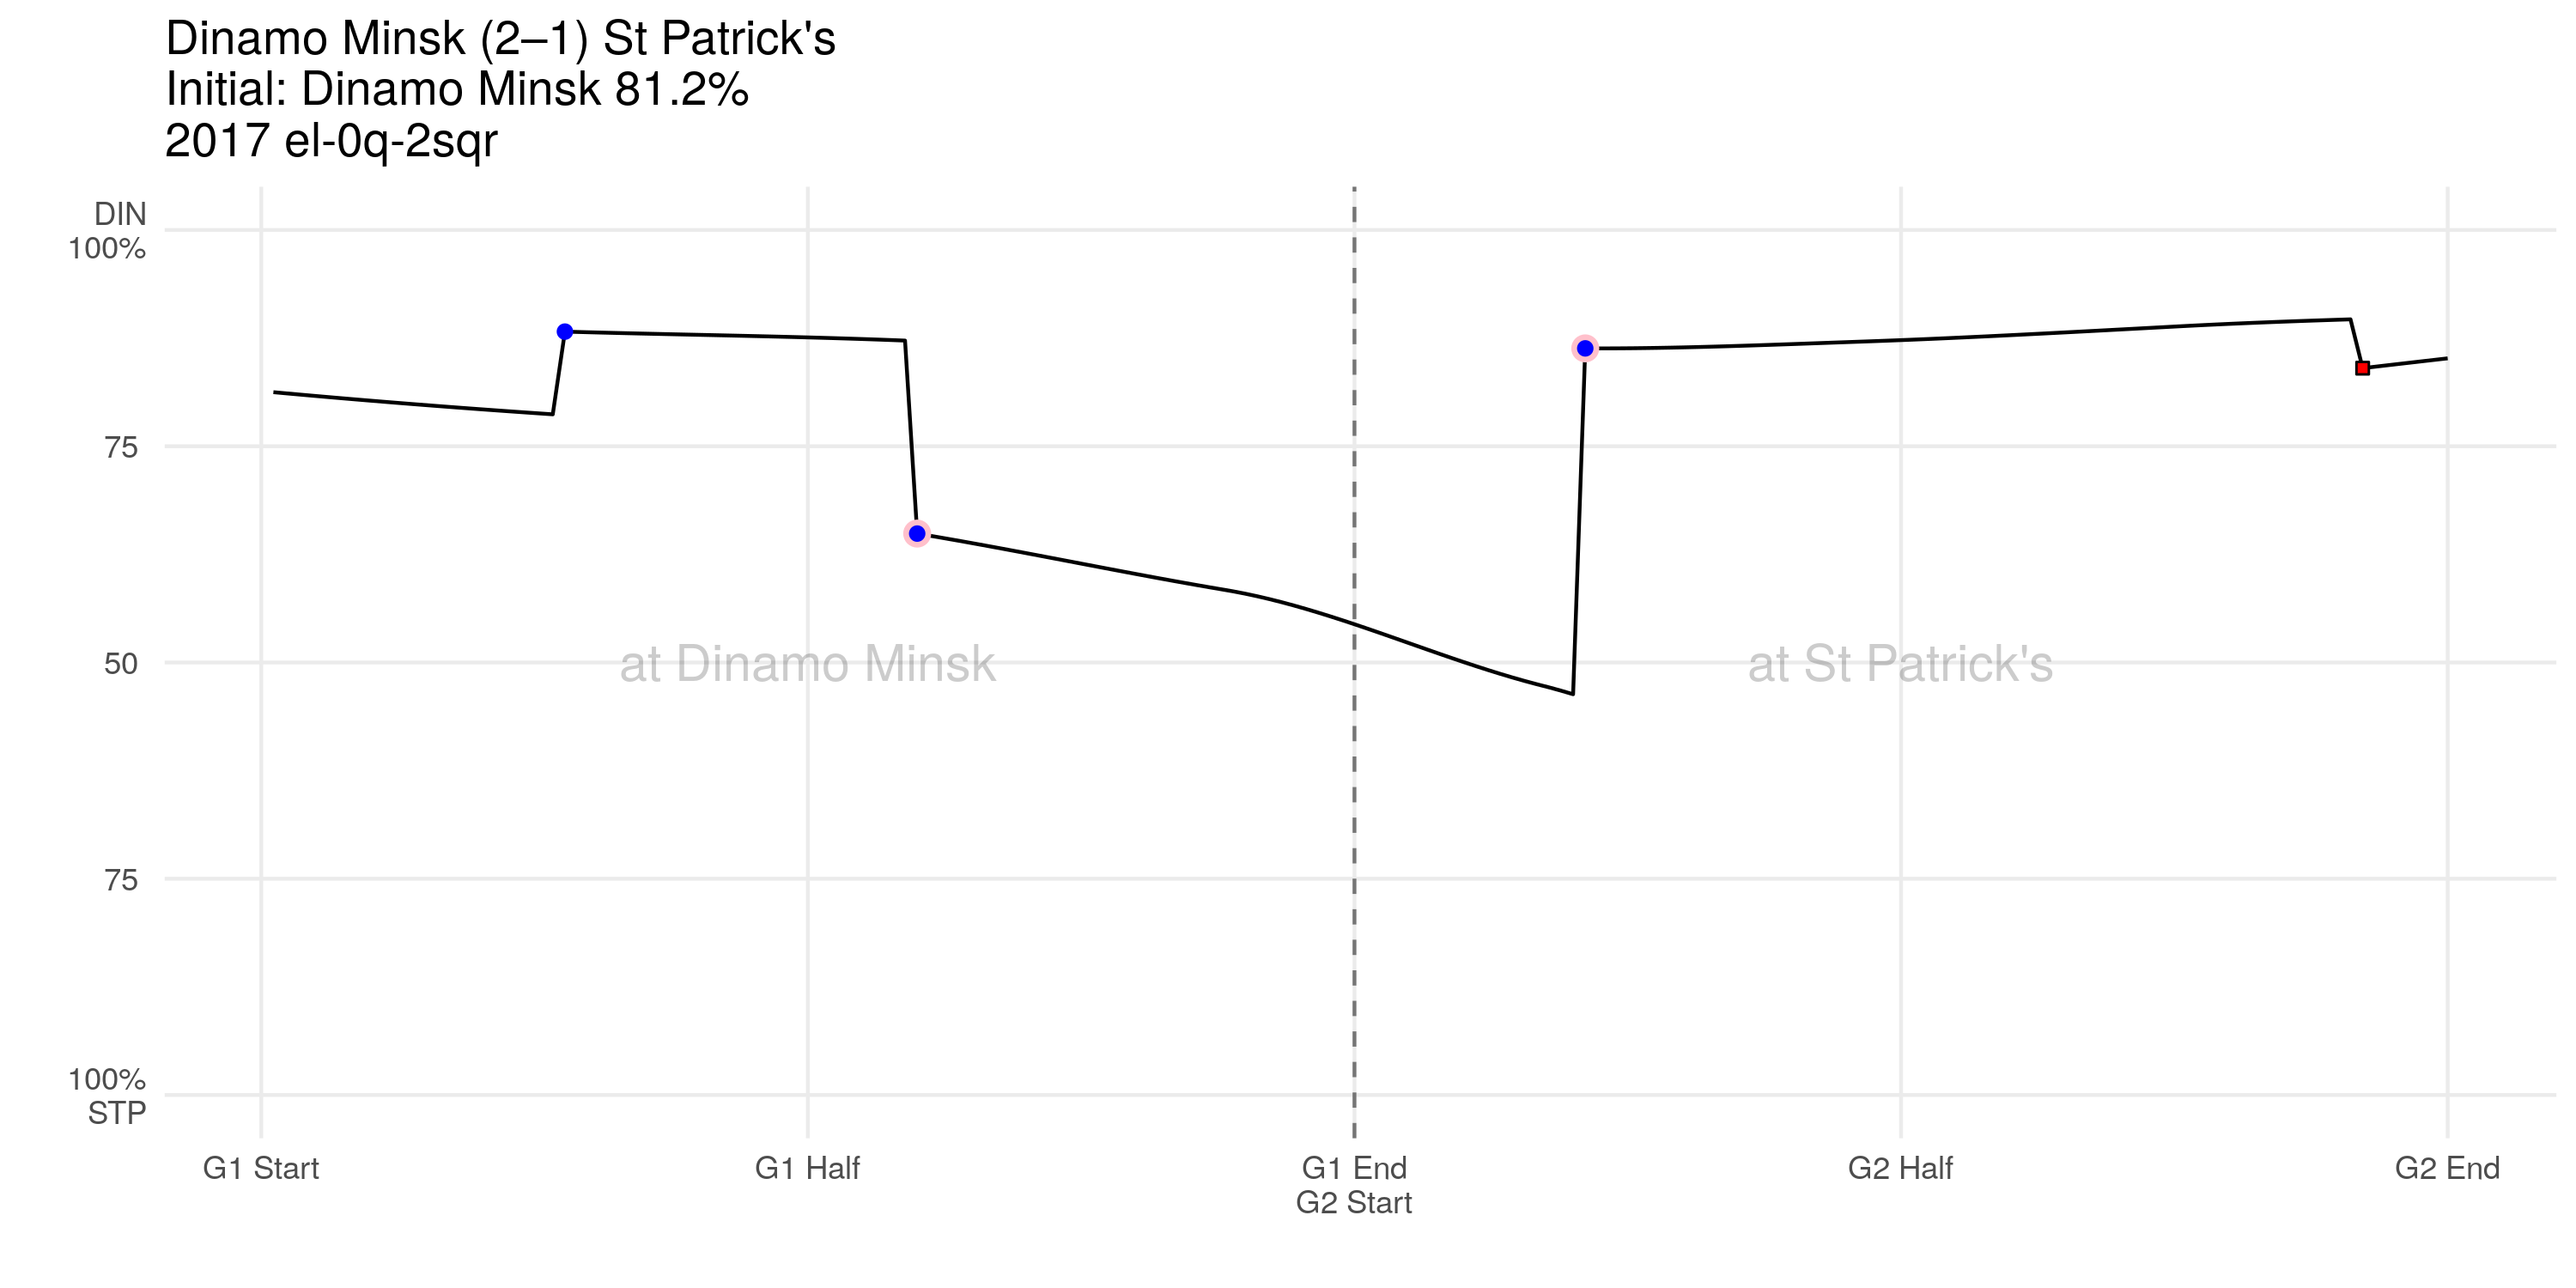 Dinamo Minsk (2–1) St Patrick's
Initial: Dinamo Minsk 81.2%
2017 el-0q-2sqr
DIN
100%
75
50
75
100%
STP
at Dinamo Minsk
at St Patrick's
G1 Start
G1 Half
G1 End
G2 Start
G2 Half
G2 End